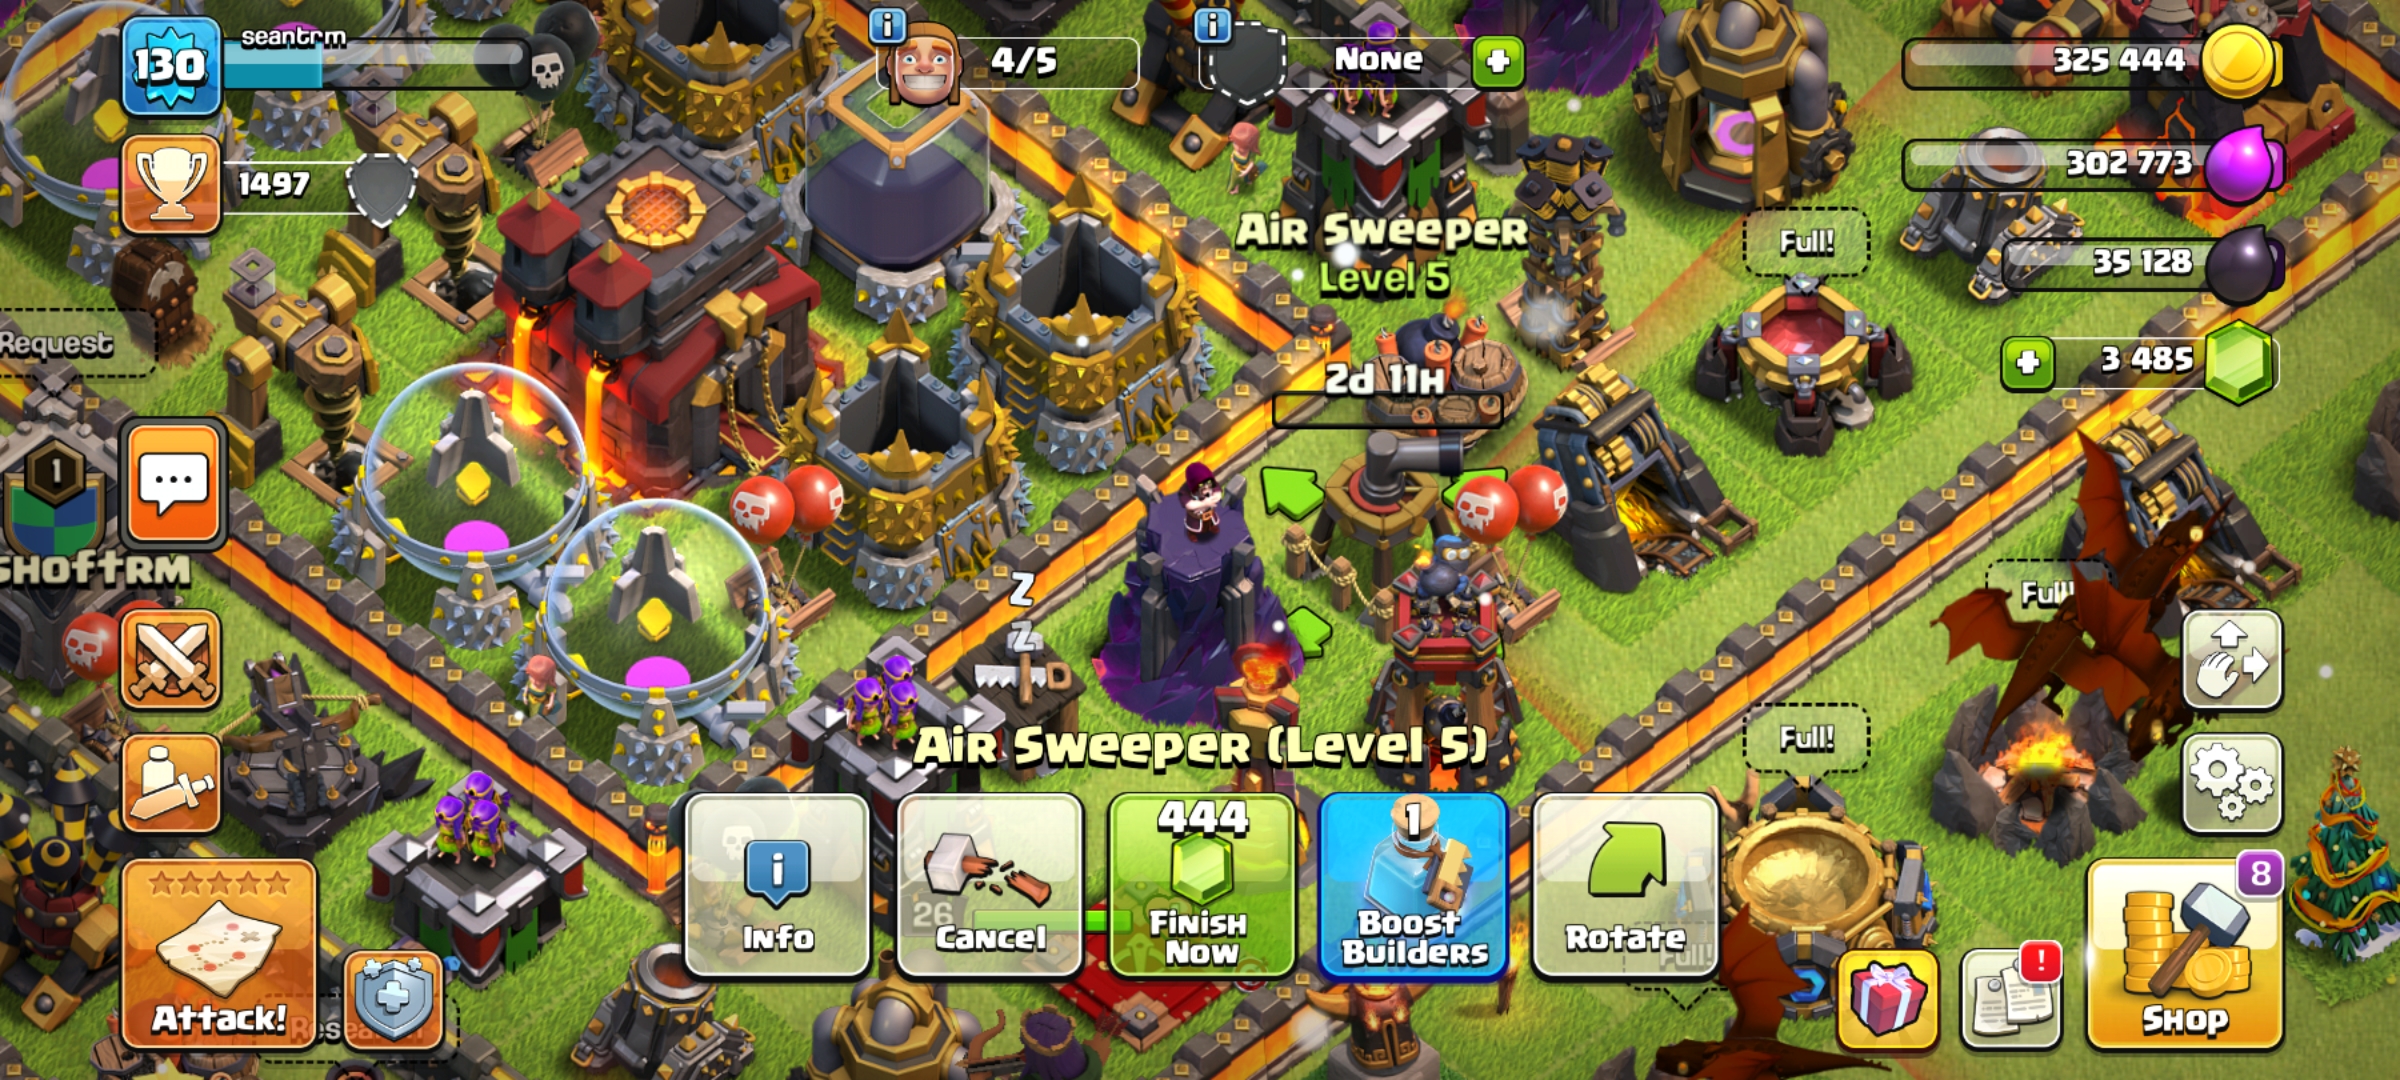 130
seantrm
4/5
None
325 444
1497
302 773
Air Sweeper
Level 5
Full!
35 128
Request
2d 11h
3 485
1
Full!
Z
Z
Air Sweeper (Level 5)
Full!
444
1
8
26
Info
Cancel
Finish
Now
Boost
Builders
Rotate
Full!
!
Attack!
Shop